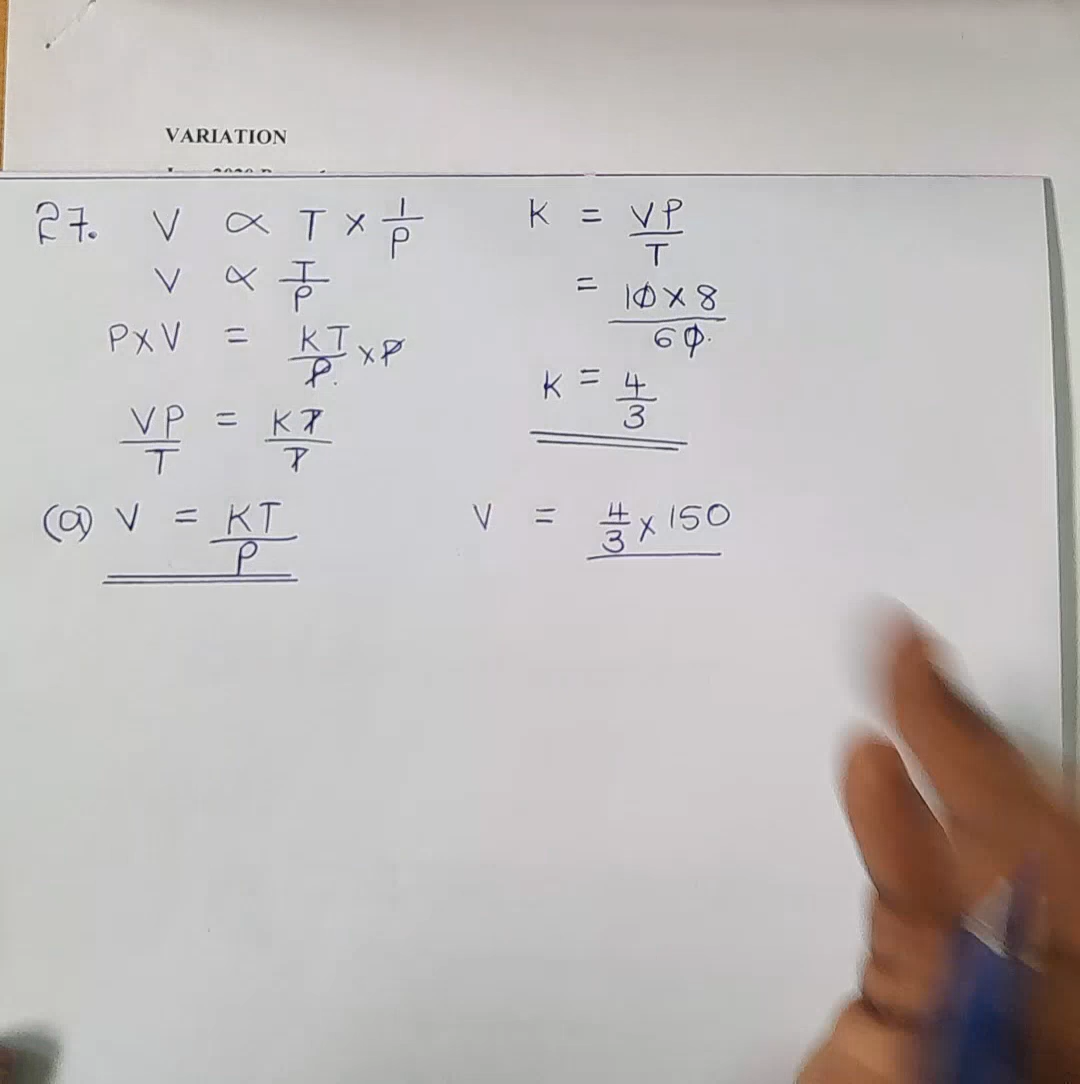 VARIATION
27. V ∝ T × 1/P
V ∝ T/P
P×V = KT/P. × P
VP/T = KT/T
(a) V = KT/P
K = VP/T
= 10 × 8/60.
K = 4/3
V = 4/3 × 150